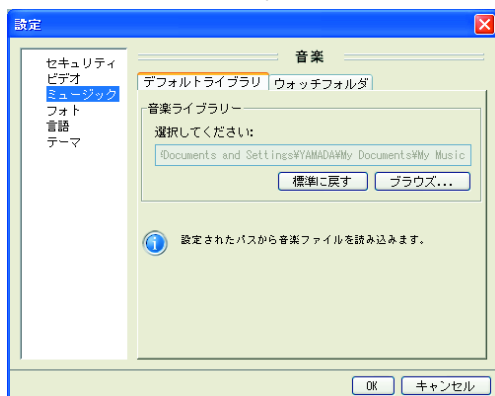 設定
セキュリティ
ビデオ
ミュージック
フォト
言語
テーマ
音楽
デフォルトライブラリ ウォッチフォルダ
音楽ライブラリー
選択してください:
Documents and Settings¥YAMADA¥My Documents¥My Music
標準に戻す ブラウズ...
設定されたパスから音楽ファイルを読み込みます。
OK キャンセル